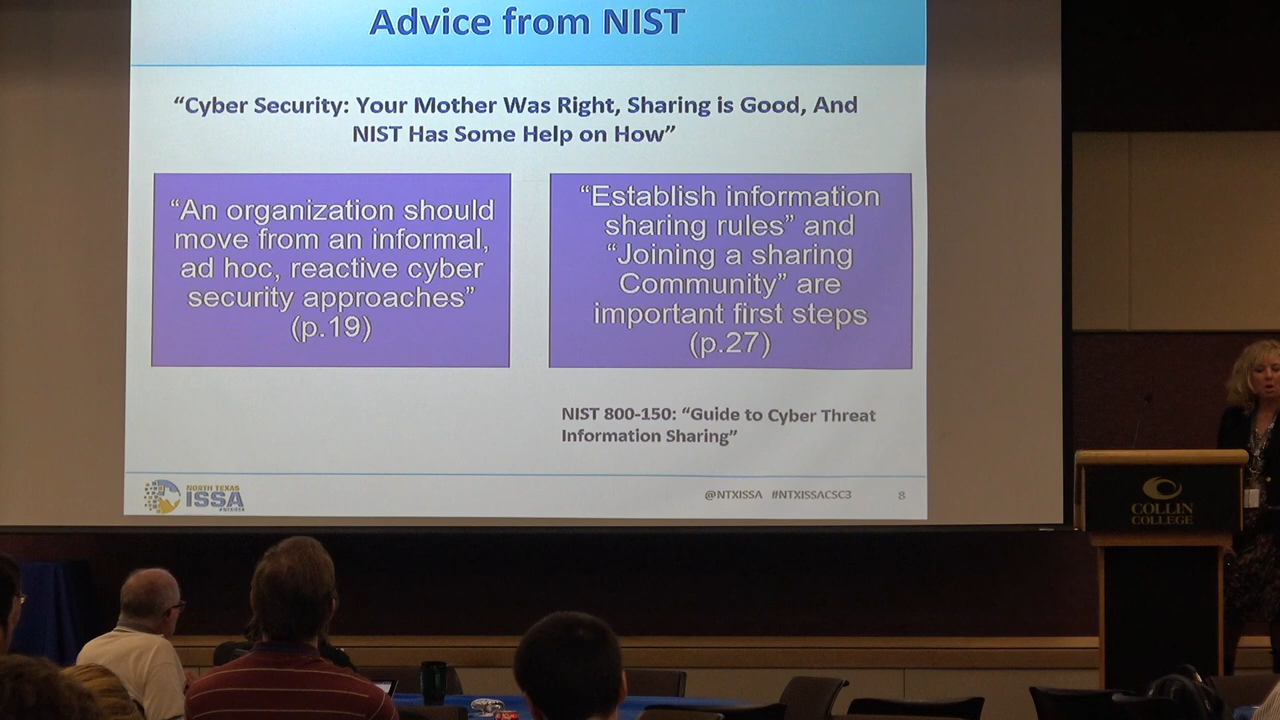 Advice from NIST
“Cyber Security: Your Mother Was Right, Sharing is Good, And
NIST Has Some Help on How”
“An organization should
move from an informal,
ad hoc, reactive cyber
security approaches”
(p.19)
“Establish information
sharing rules” and
“Joining a sharing
Community” are
important first steps
(p.27)
NIST 800-150: “Guide to Cyber Threat
Information Sharing”
NORTH TEXAS
ISSA
@NTXISSA #NTXISSACSC3
8
COLLIN
COLLEGE